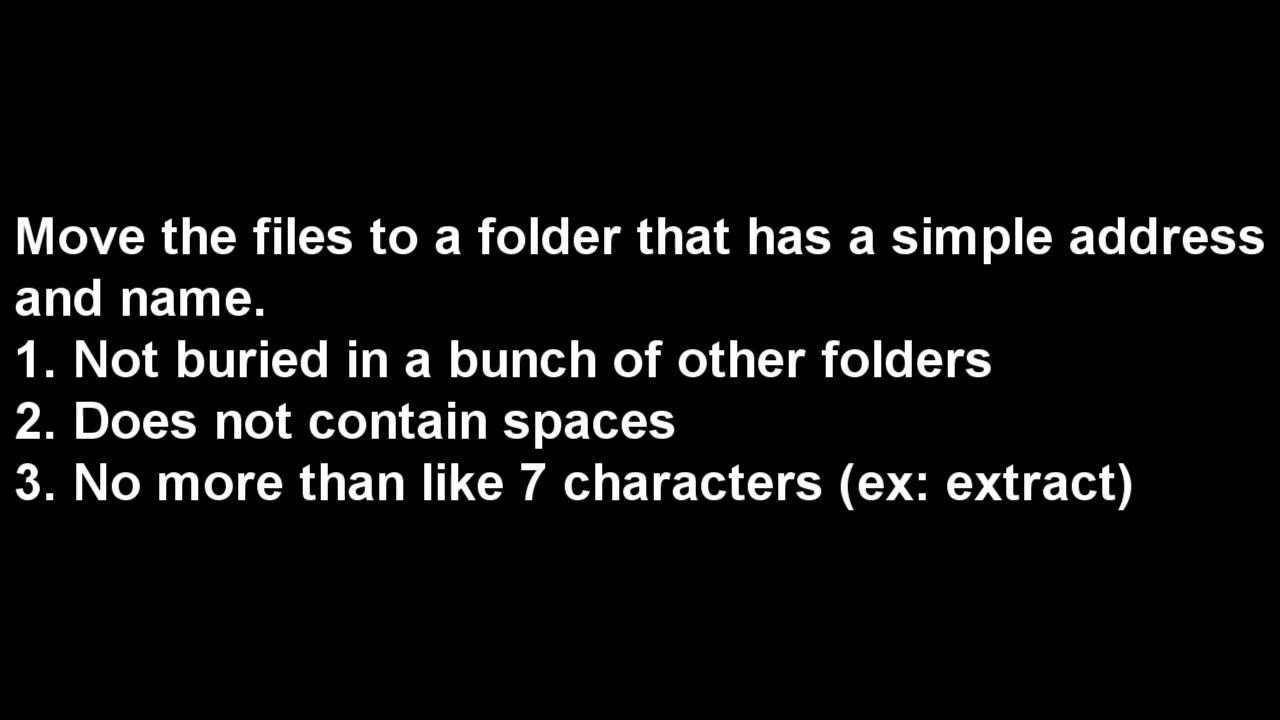 Move the files to a folder that has a simple address
and name.
1. Not buried in a bunch of other folders
2. Does not contain spaces
3. No more than like 7 characters (ex: extract)